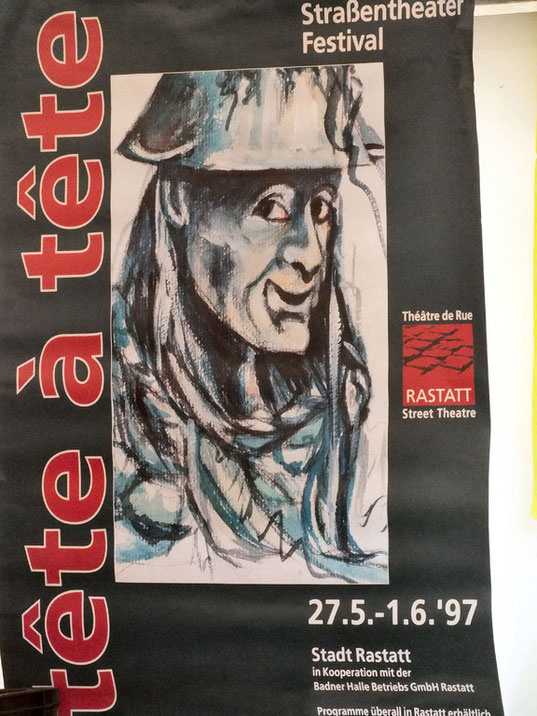 tête à tête
Straßentheater
Festival
Théâtre de Rue
RASTATT
Street Theatre
27.5.-1.6.'97
Stadt Rastatt
in Kooperation mit der
Badner Halle Betriebs GmbH Rastatt
Programme überall in Rastatt erhältlich